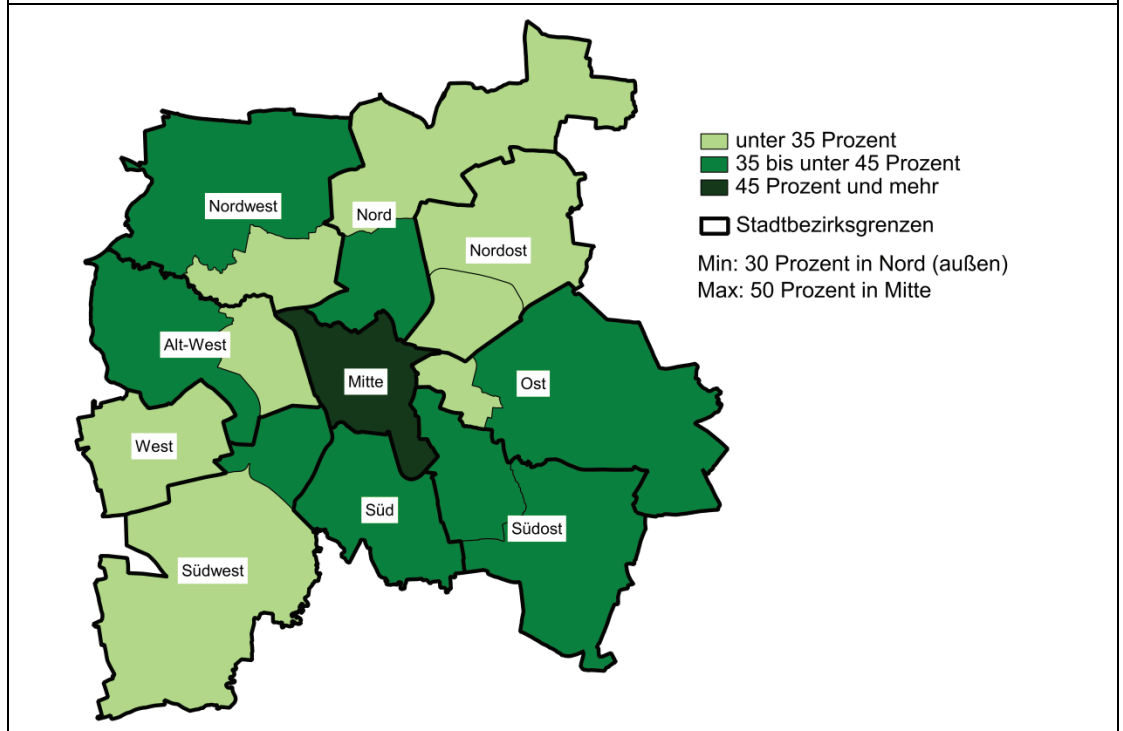 unter 35 Prozent
35 bis unter 45 Prozent
45 Prozent und mehr
Stadtbezirksgrenzen
Min: 30 Prozent in Nord (außen)
Max: 50 Prozent in Mitte
Nordwest
Nord
Nordost
Alt-West
Mitte
Ost
West
Süd
Südost
Südwest